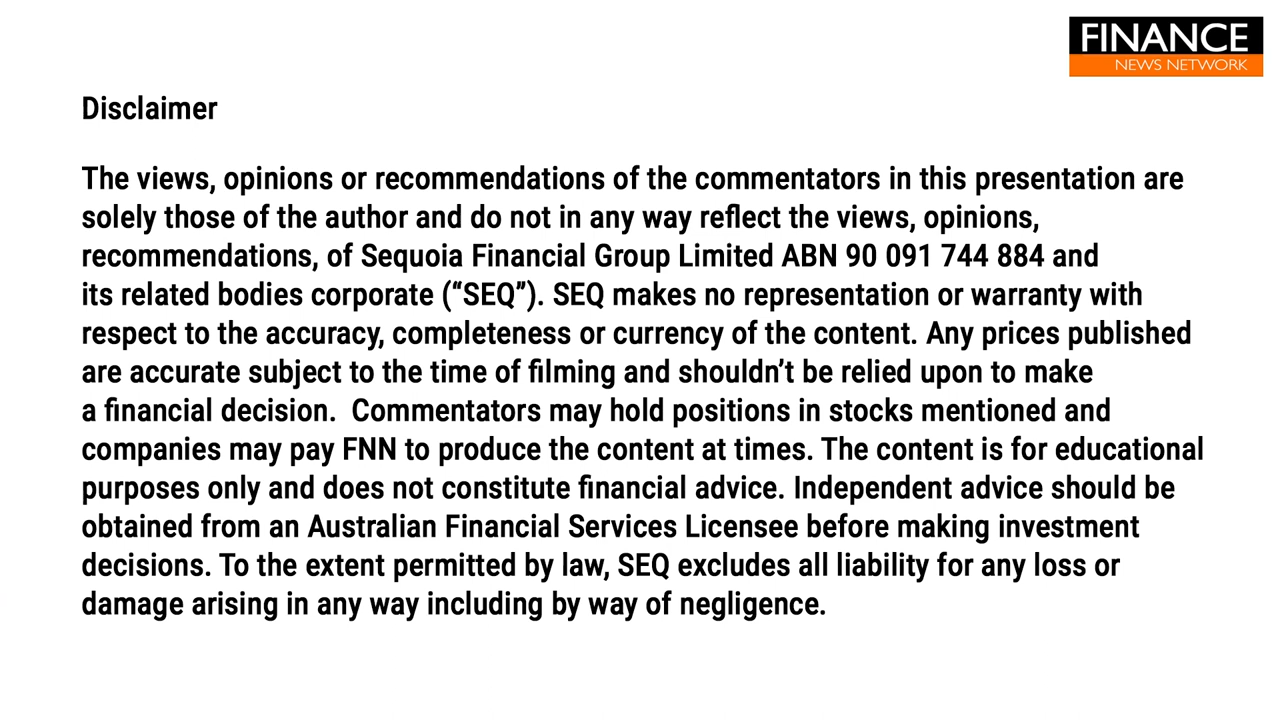 FINANCE
NEWS NETWORK
Disclaimer
The views, opinions or recommendations of the commentators in this presentation are
solely those of the author and do not in any way reflect the views, opinions,
recommendations, of Sequoia Financial Group Limited ABN 90 091 744 884 and
its related bodies corporate (“SEQ”). SEQ makes no representation or warranty with
respect to the accuracy, completeness or currency of the content. Any prices published
are accurate subject to the time of filming and shouldn’t be relied upon to make
a financial decision.  Commentators may hold positions in stocks mentioned and
companies may pay FNN to produce the content at times. The content is for educational
purposes only and does not constitute financial advice. Independent advice should be
obtained from an Australian Financial Services Licensee before making investment
decisions. To the extent permitted by law, SEQ excludes all liability for any loss or
damage arising in any way including by way of negligence.